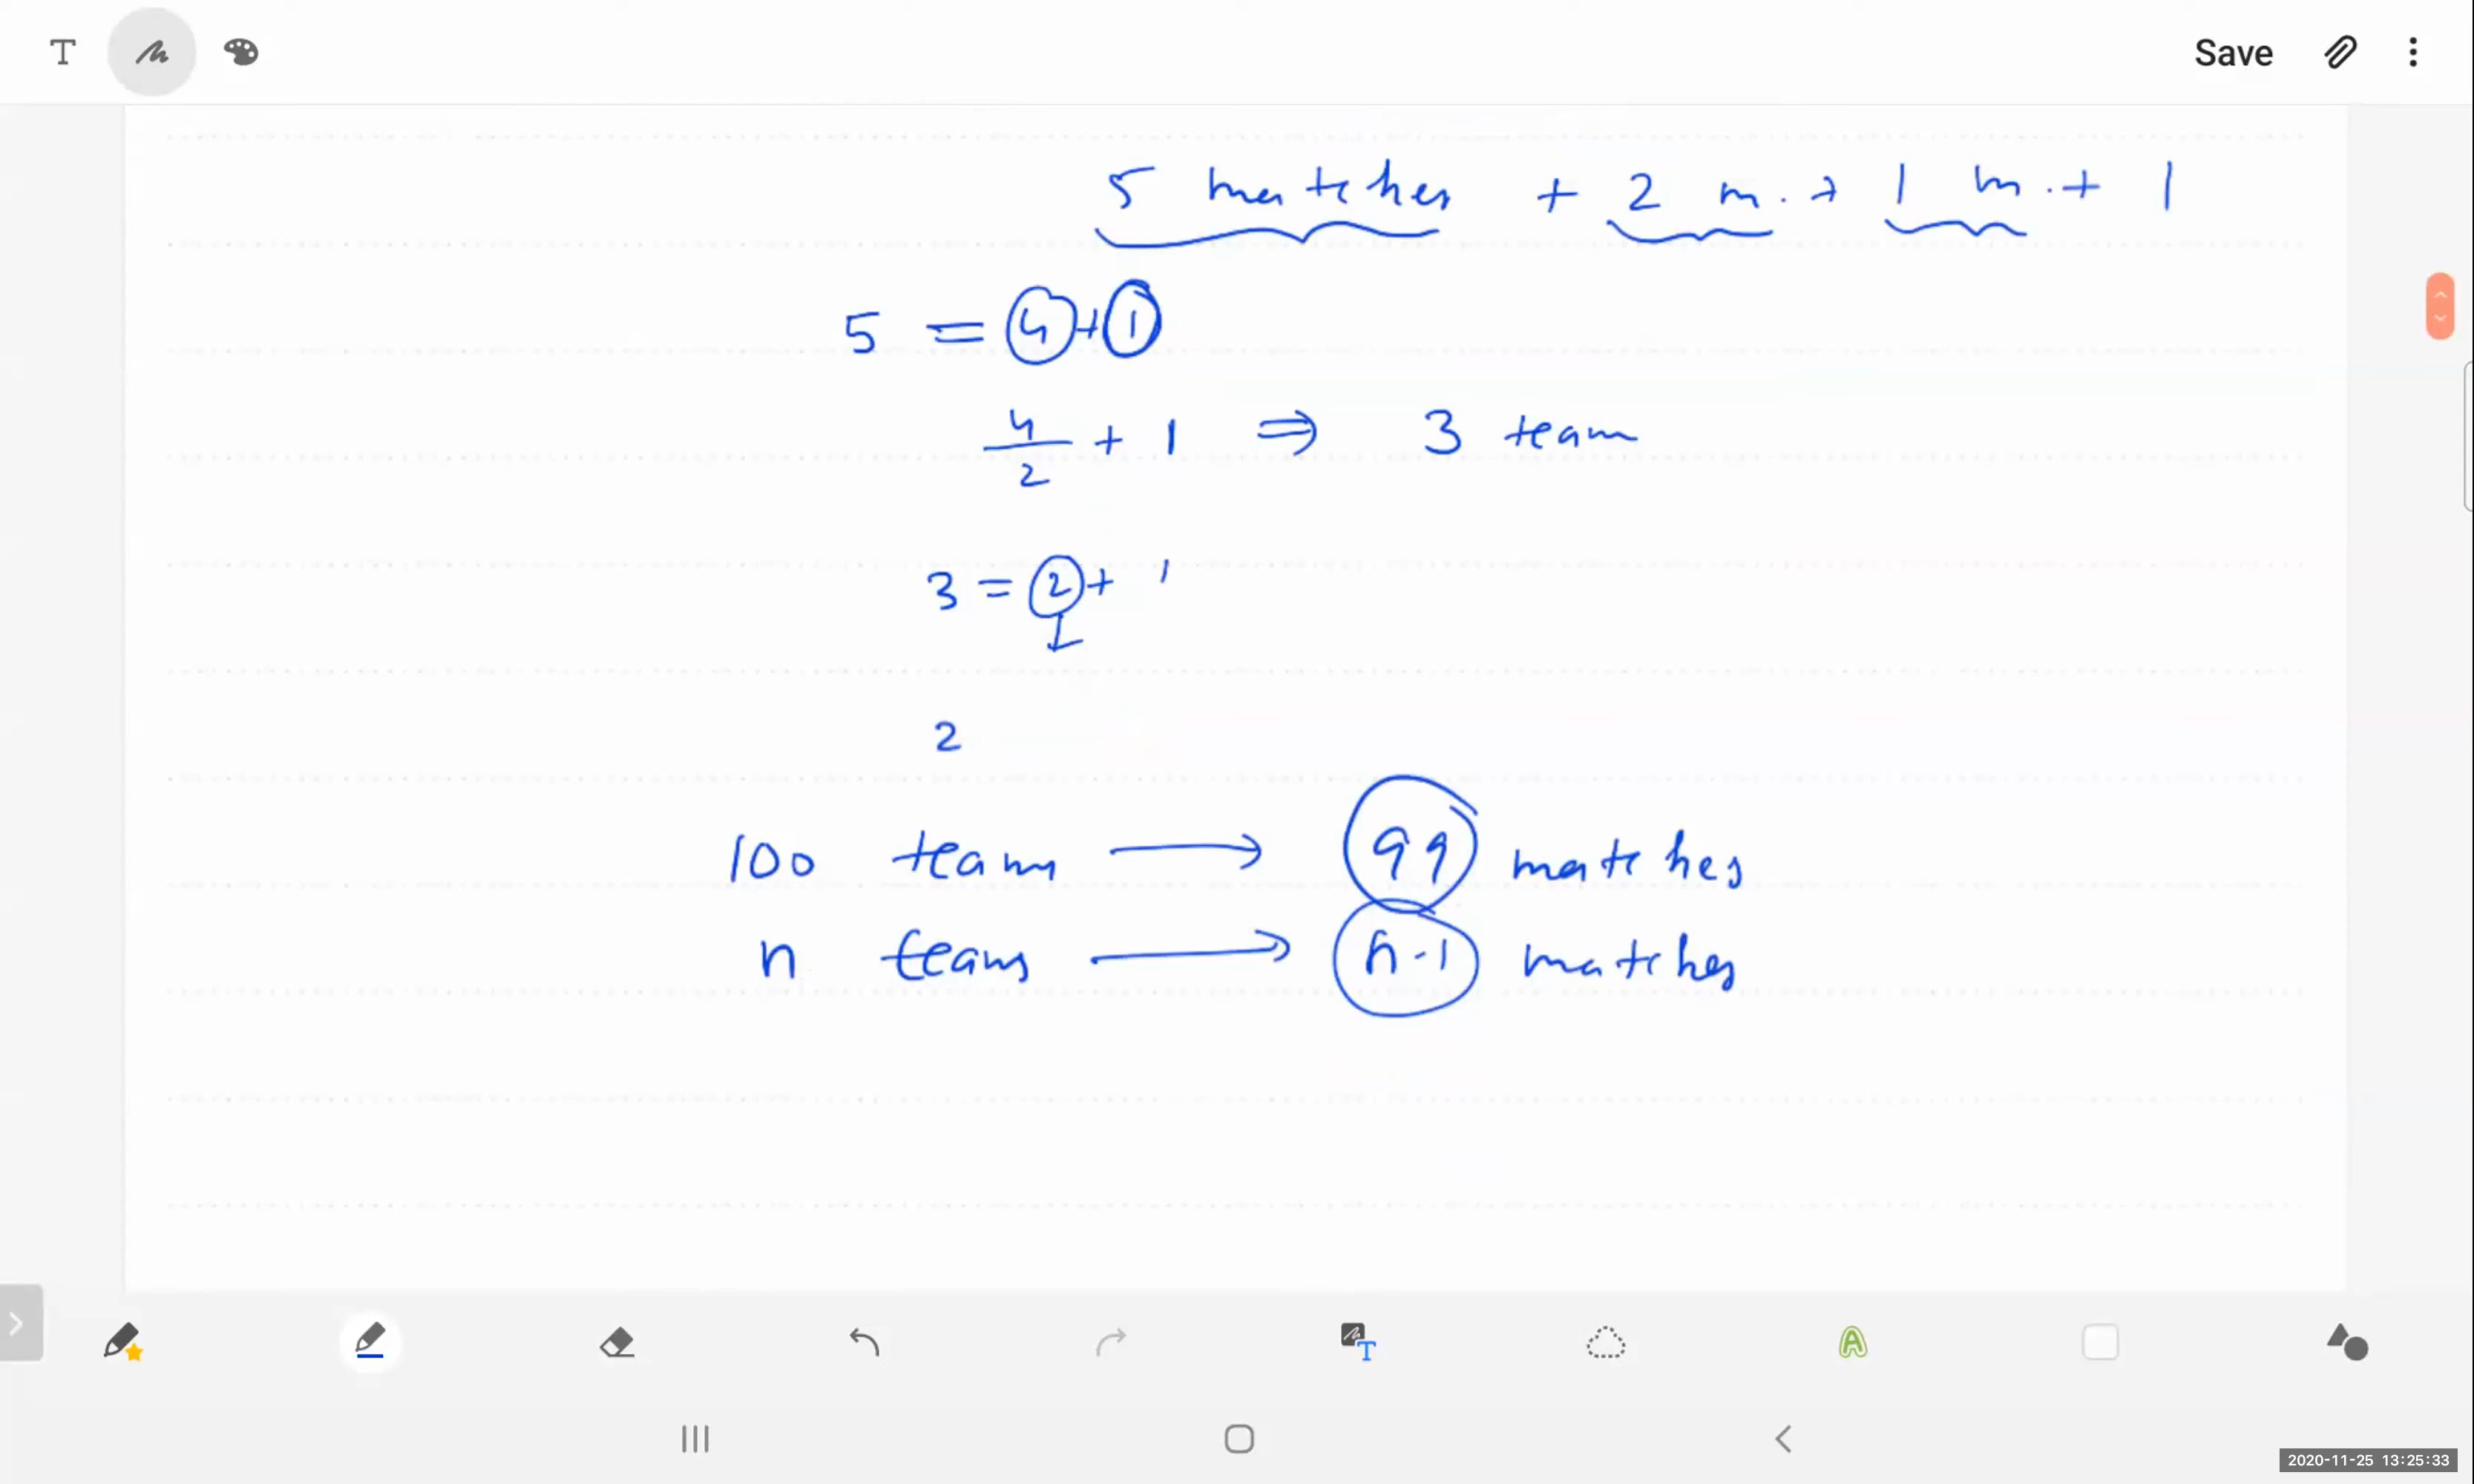 T
Save
5 matches + 2 m. + 1 m. + 1
5 = 4 + 1
4/2 + 1 ⇒ 3 team
3 = 2 + 1
1
2
100 team → 99 matches
n teams → n-1 matches
T
A
2020-11-25 13:25:33